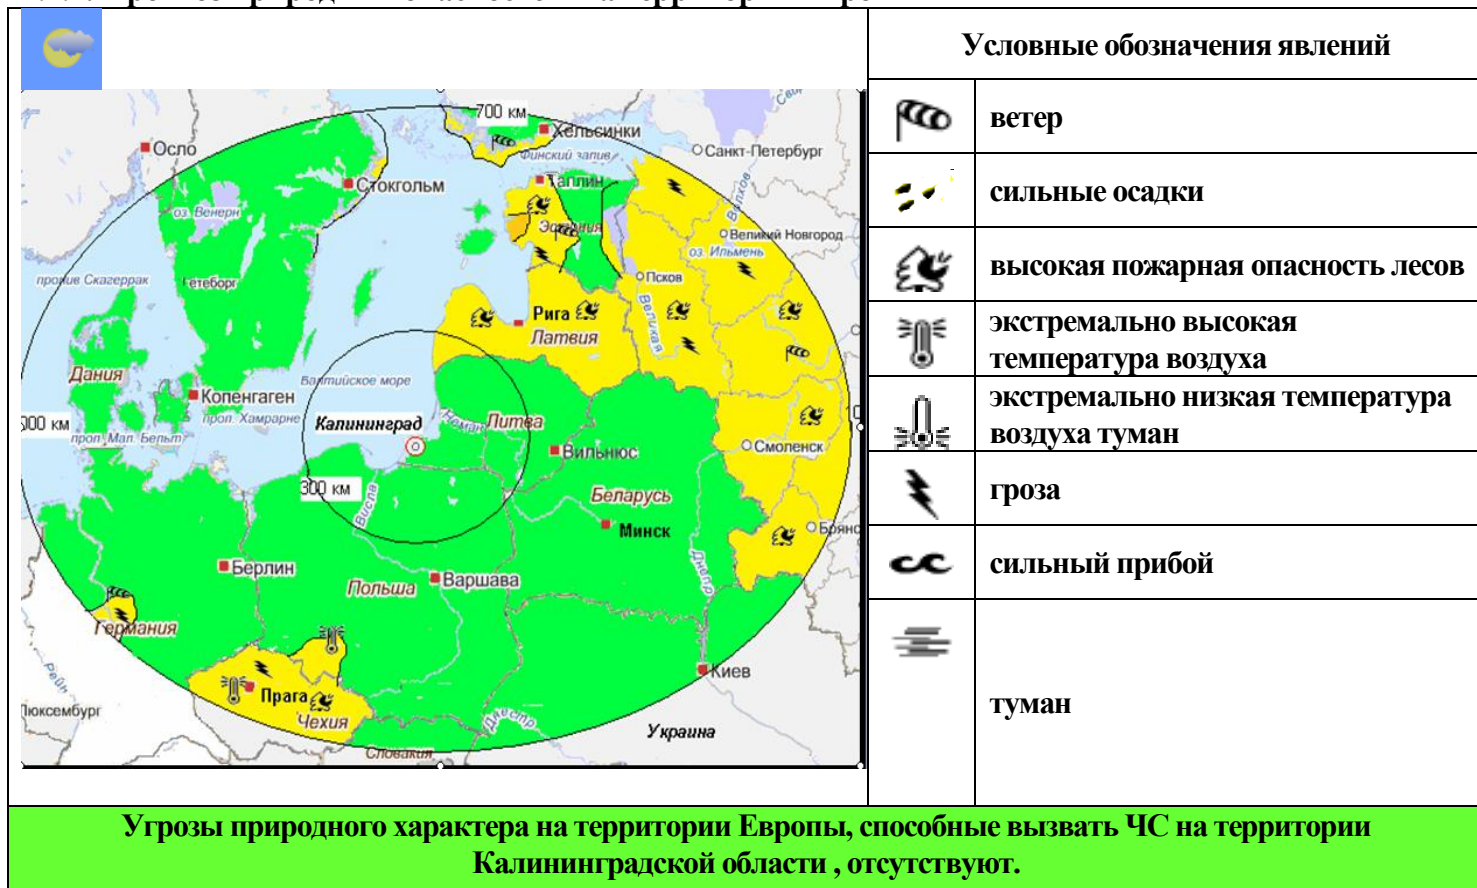 Условные обозначения явлений
ветер
сильные осадки
высокая пожарная опасность лесов
экстремально высокая
температура воздуха
экстремально низкая температура
воздуха туман
гроза
сильный прибой
туман
700 км
Хельсинки
Осло
Финский залив
Санкт-Петербург
Таллин
Стокгольм
Волхов
оз. Венерн
Эстония
Великий Новгород
оз. Ильмень
Псков
пролив Скагеррак
Гетеборг
Великая
Рига
Латвия
Дания
Балтийское море
Копенгаген
прол. Хамрарне
Калининград
Неман
Литва
000 км
прол. Мал. Бельт
Вильнюс
Смоленск
300 км
Висла
Беларусь
Минск
Брянс
Днепр
Берлин
Польша
Варшава
Германия
Рейн
Киев
Прага
Люксембург
Чехия
Днестр
Украина
Словакия
Угрозы природного характера на территории Европы, способные вызвать ЧС на территории
Калининградской области , отсутствуют.